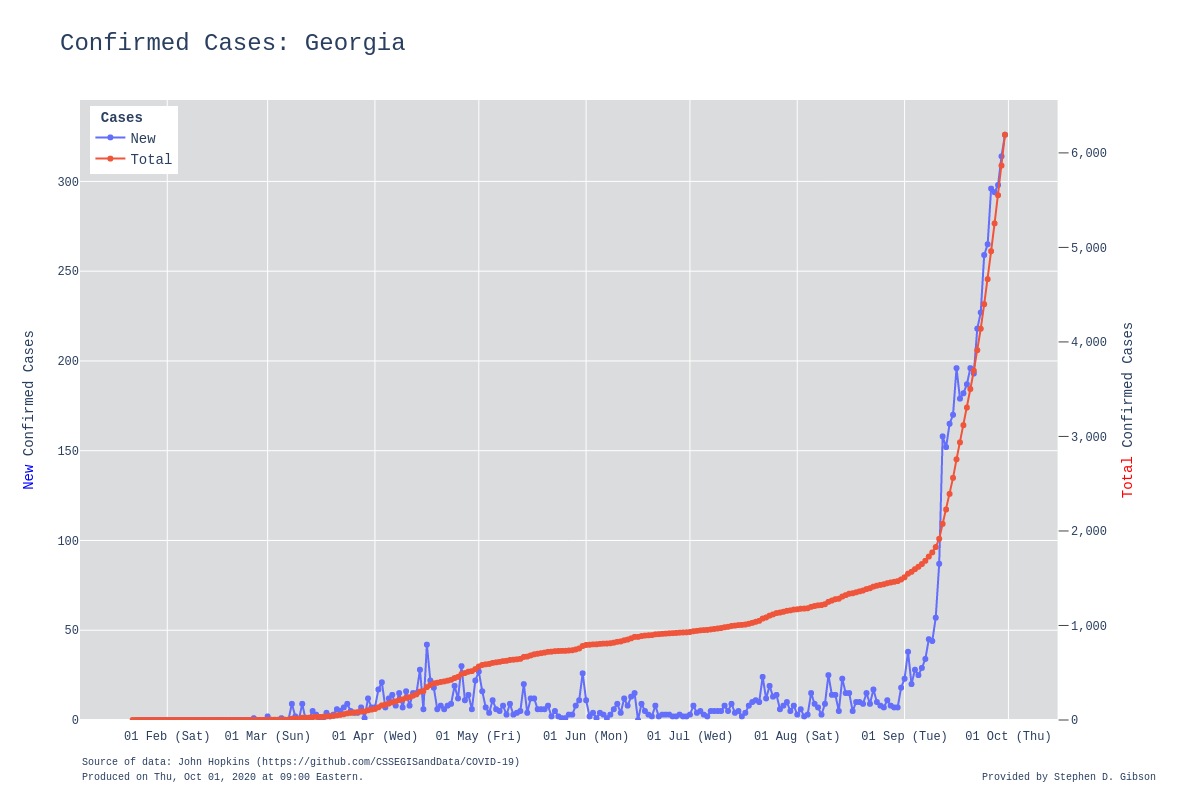 Confirmed Cases: Georgia
Cases
New
Total
300
250
200
150
100
50
0
6,000
5,000
4,000
3,000
2,000
1,000
0
New Confirmed Cases
Total Confirmed Cases
01 Feb (Sat) 01 Mar (Sun) 01 Apr (Wed) 01 May (Fri) 01 Jun (Mon) 01 Jul (Wed) 01 Aug (Sat) 01 Sep (Tue) 01 Oct (Thu)
Source of data: John Hopkins (https://github.com/CSSEGISandData/COVID-19)
Produced on Thu, Oct 01, 2020 at 09:00 Eastern.
Provided by Stephen D. Gibson